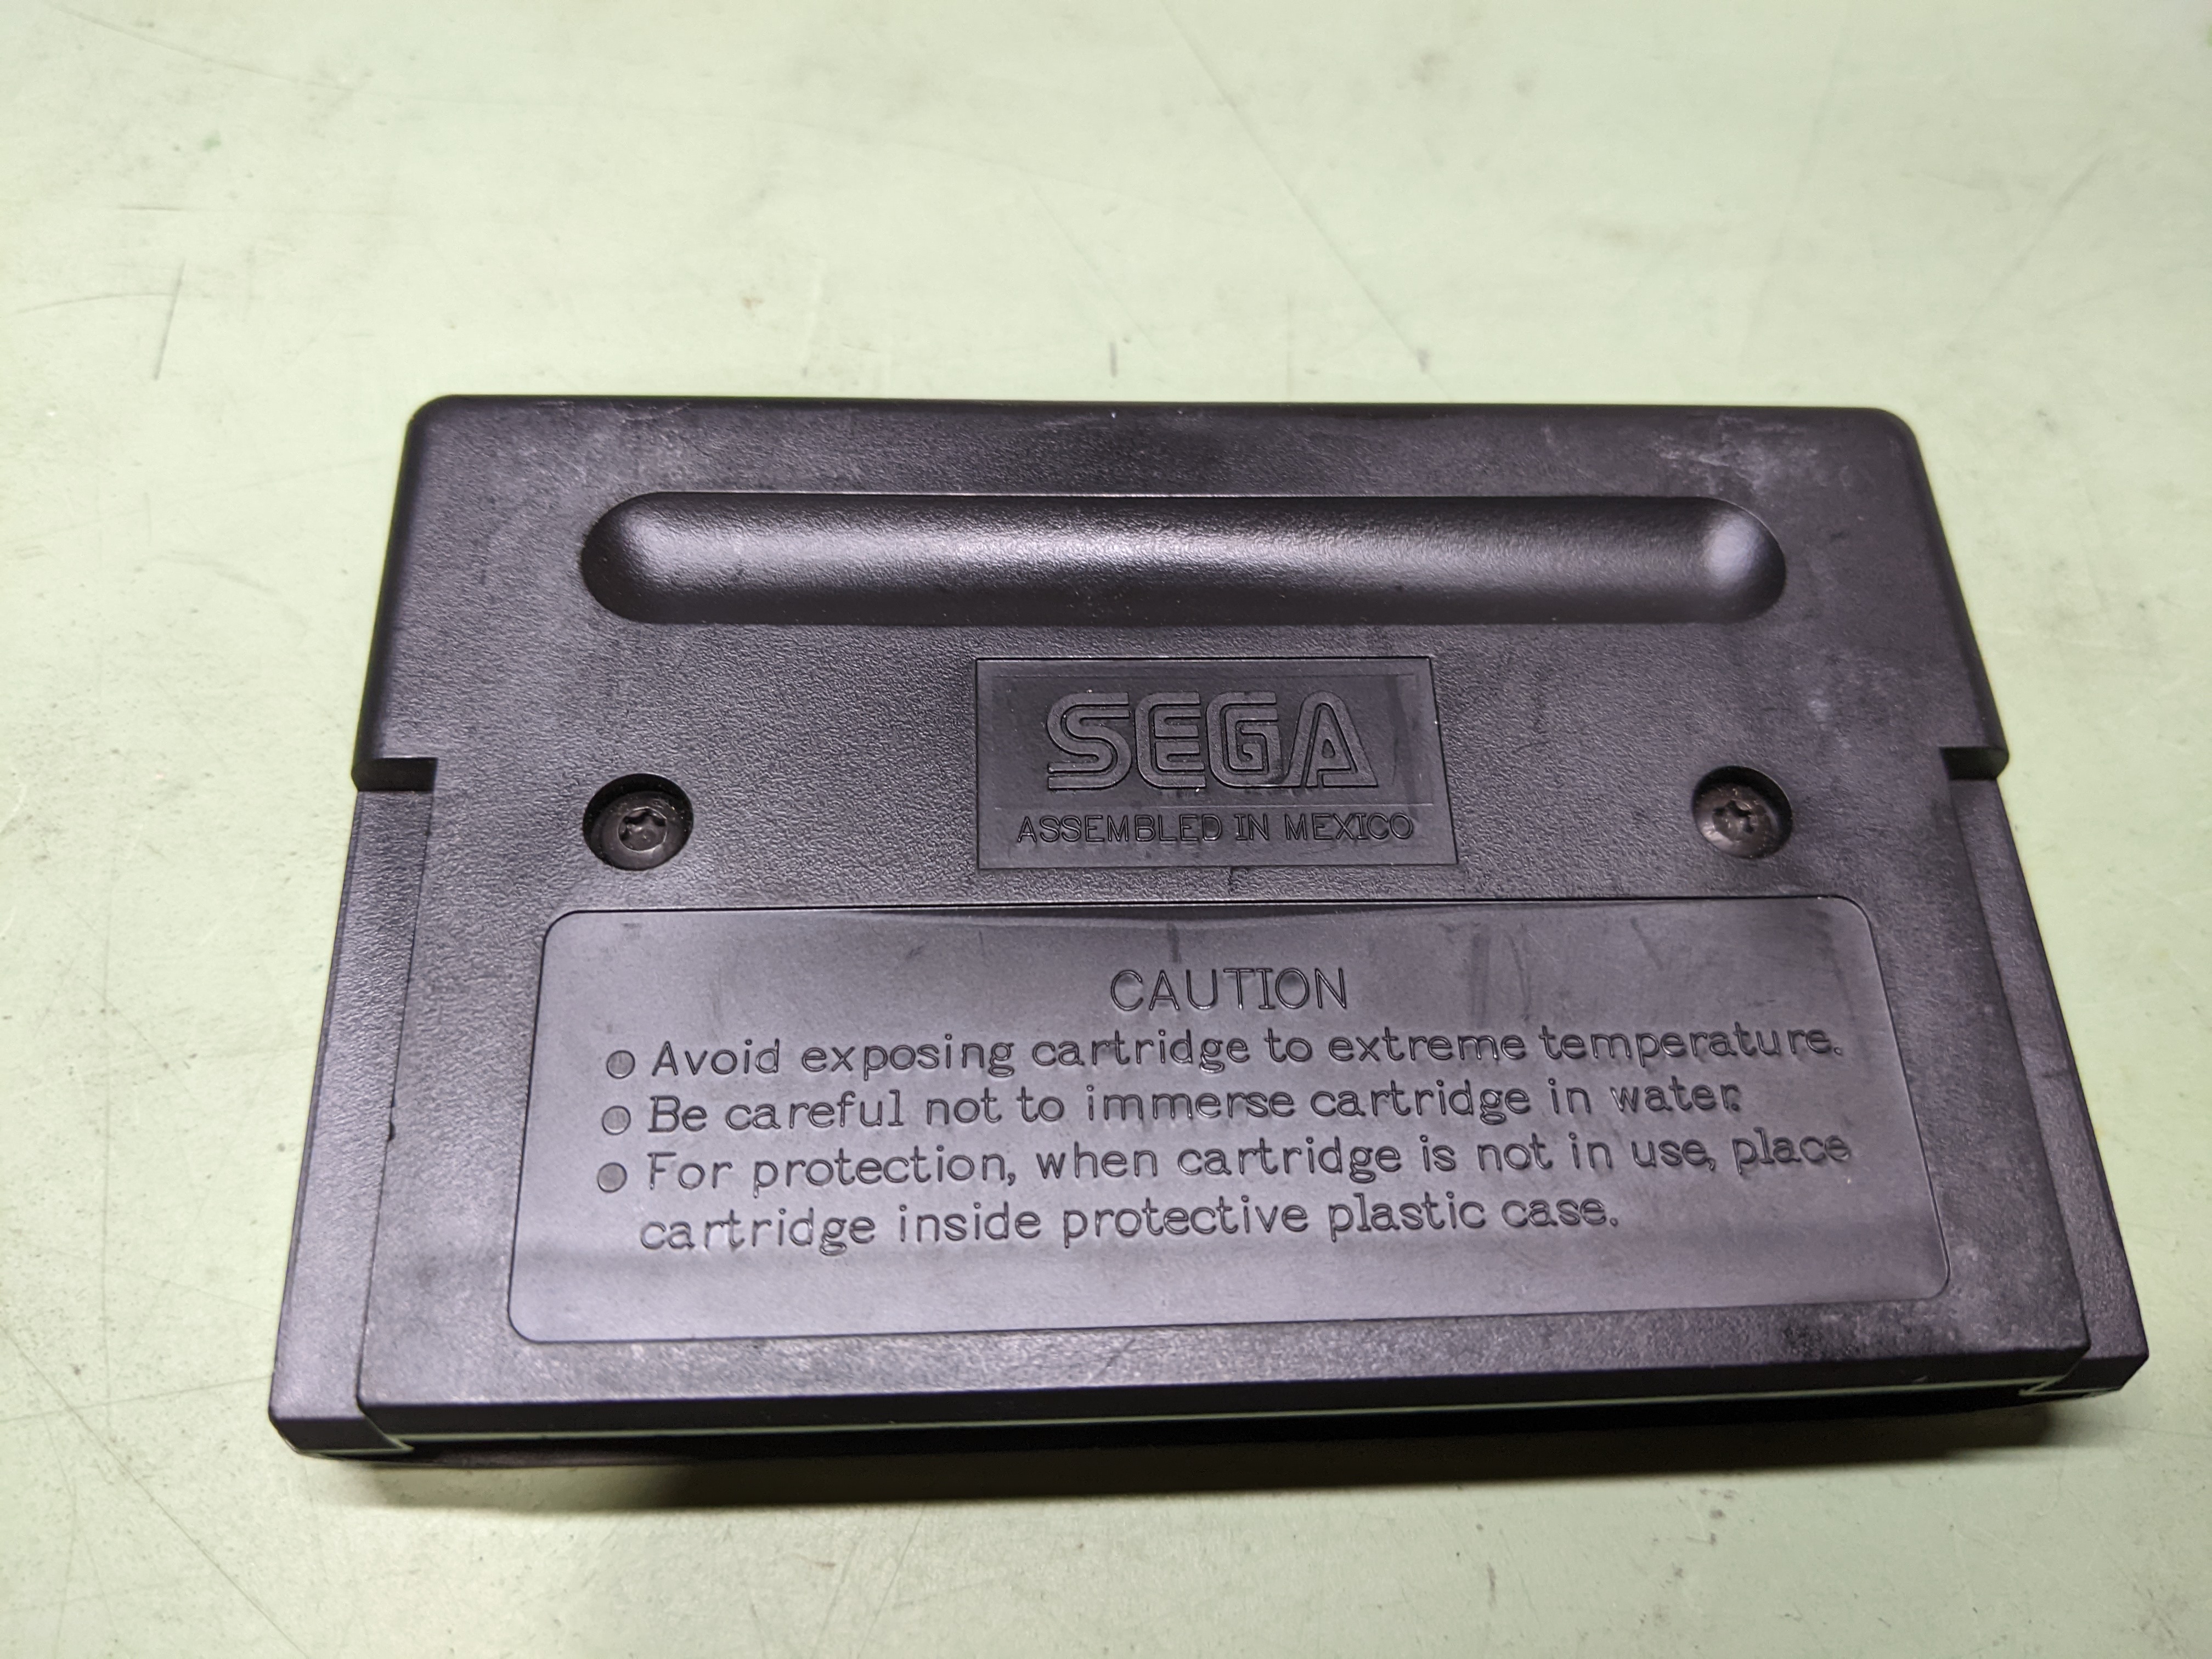 SEGA
ASSEMBLED IN MEXICO
CAUTION
● Avoid exposing cartridge to extreme temperature.
● Be careful not to immerse cartridge in water.
● For protection, when cartridge is not in use, place
cartridge inside protective plastic case.